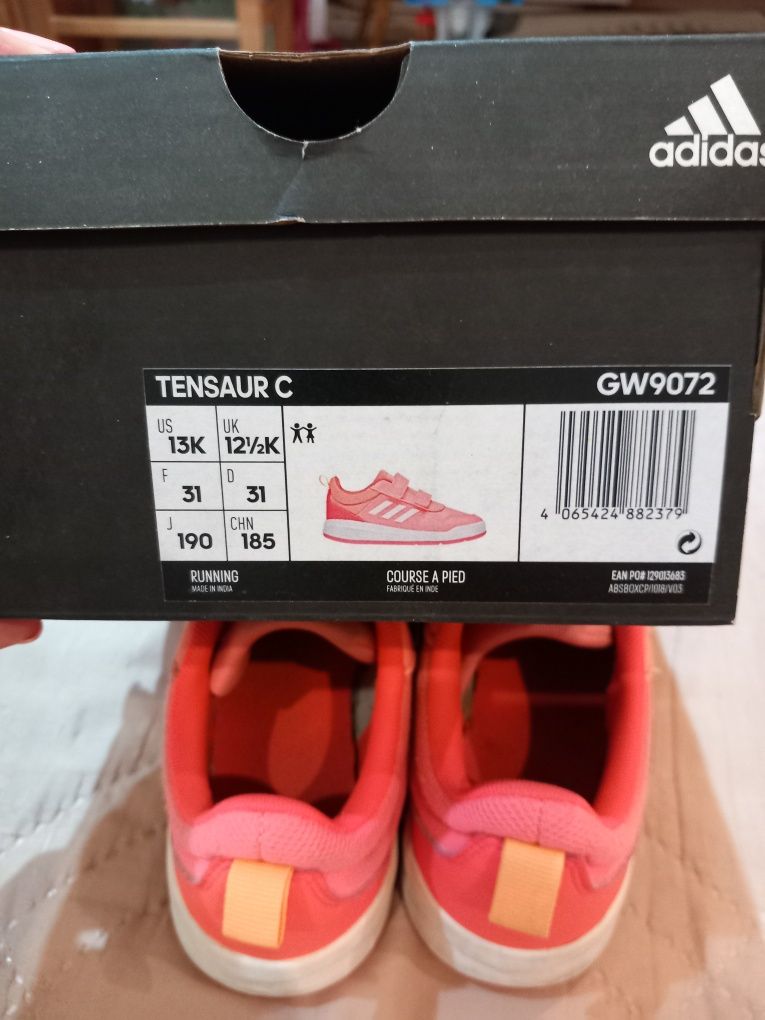 adidas
TENSAUR C GW9072
US 13K UK 12½K
F 31 D 31
J 190 CHN 185
4 065424 882379
RUNNING COURSE A PIED EAN PO# 129013683
MADE IN INDIA FABRIQUÉ EN INDE ABSBOXCP/1018/V03